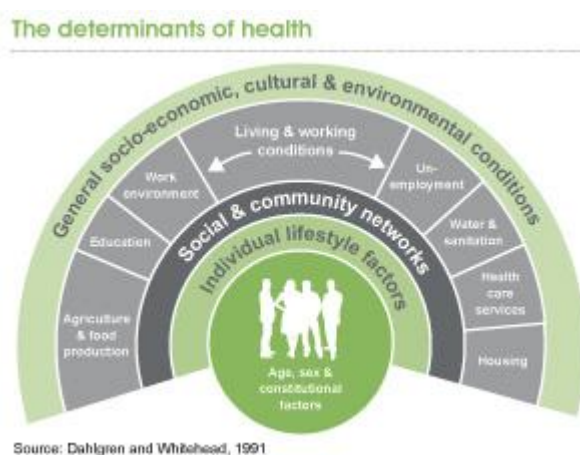 The determinants of health
General socio-economic, cultural & environmental conditions
Living & working
conditions
Work
environment
Un-
employment
Education
Water &
sanitation
Agriculture
& food
production
Health
care
services
Housing
Social & community networks
Individual lifestyle factors
Age, sex &
constitutional
factors
Source: Dahlgren and Whitehead, 1991